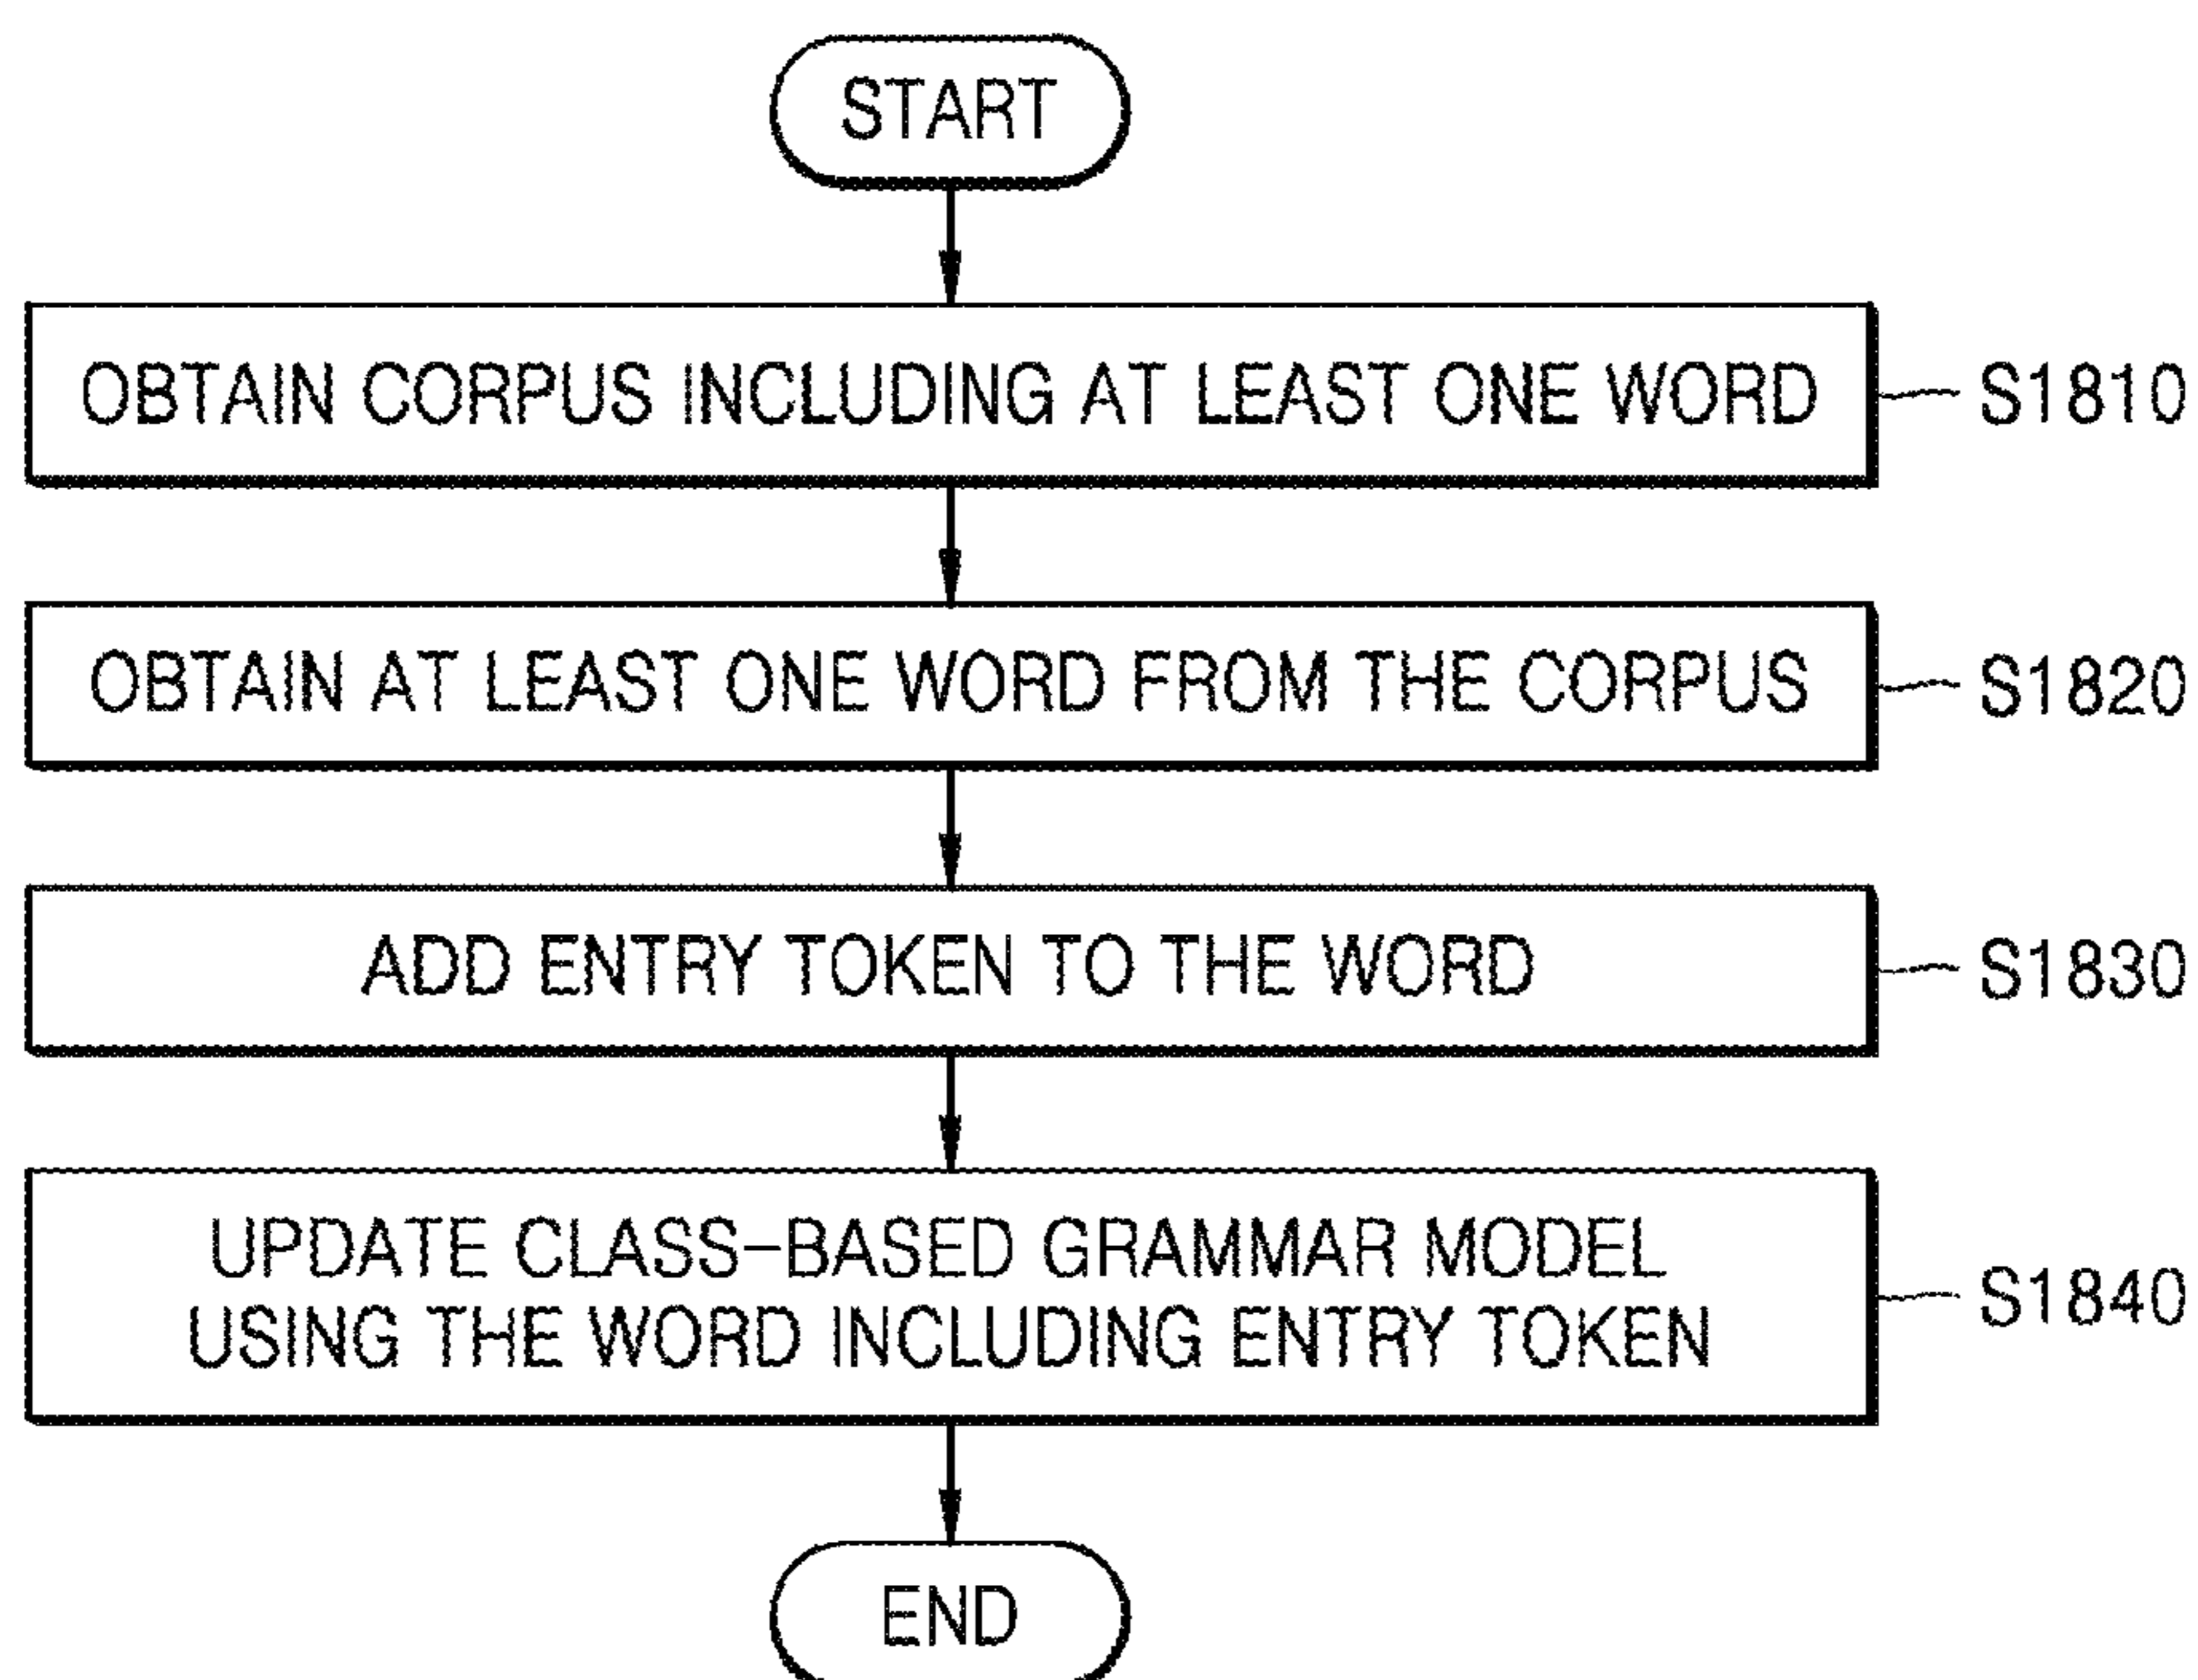 START
OBTAIN CORPUS INCLUDING AT LEAST ONE WORD
S1810
OBTAIN AT LEAST ONE WORD FROM THE CORPUS
S1820
ADD ENTRY TOKEN TO THE WORD
S1830
UPDATE CLASS-BASED GRAMMAR MODEL
USING THE WORD INCLUDING ENTRY TOKEN
S1840
END